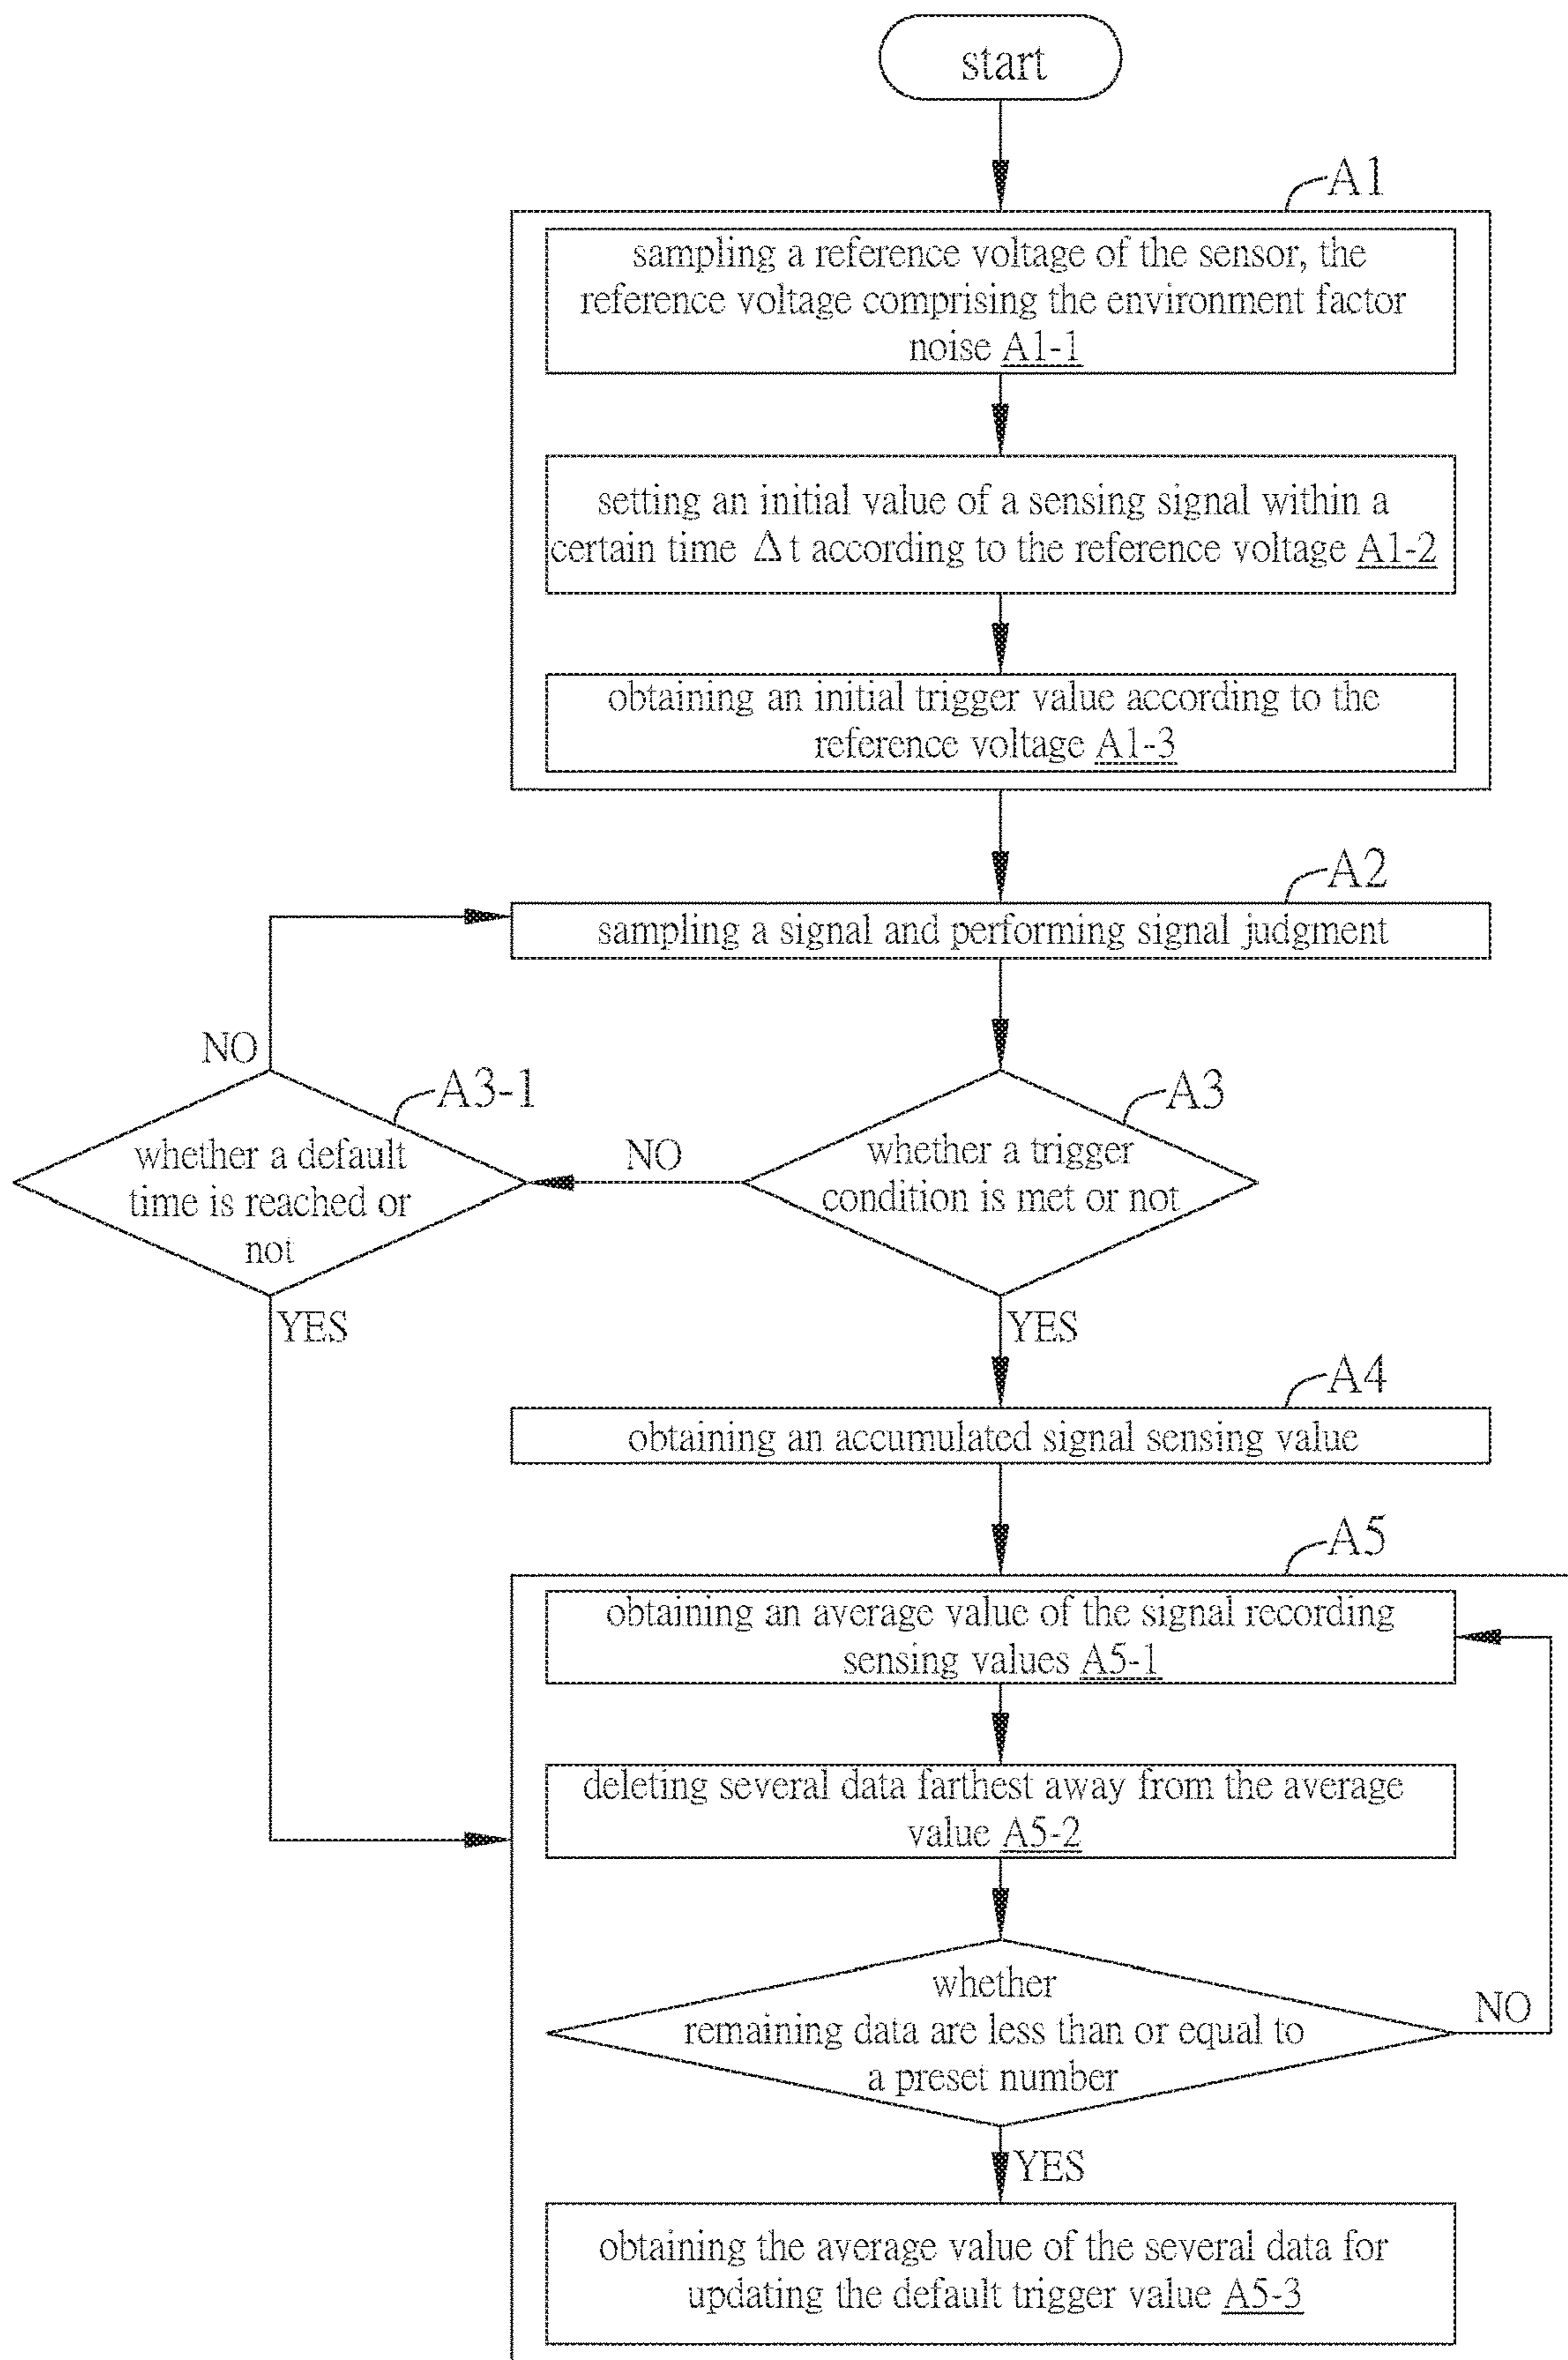 start
A1
sampling a reference voltage of the sensor, the
reference voltage comprising the environment factor
noise A1-1
setting an initial value of a sensing signal within a
certain time Δt according to the reference voltage A1-2
obtaining an initial trigger value according to the
reference voltage A1-3
A2
sampling a signal and performing signal judgment
NO
A3-1
whether a default
time is reached or
not
NO
A3
whether a trigger
condition is met or not
YES
YES
A4
obtaining an accumulated signal sensing value
A5
obtaining an average value of the signal recording
sensing values A5-1
deleting several data farthest away from the average
value A5-2
whether
remaining data are less than or equal to
a preset number
NO
YES
obtaining the average value of the several data for
updating the default trigger value A5-3